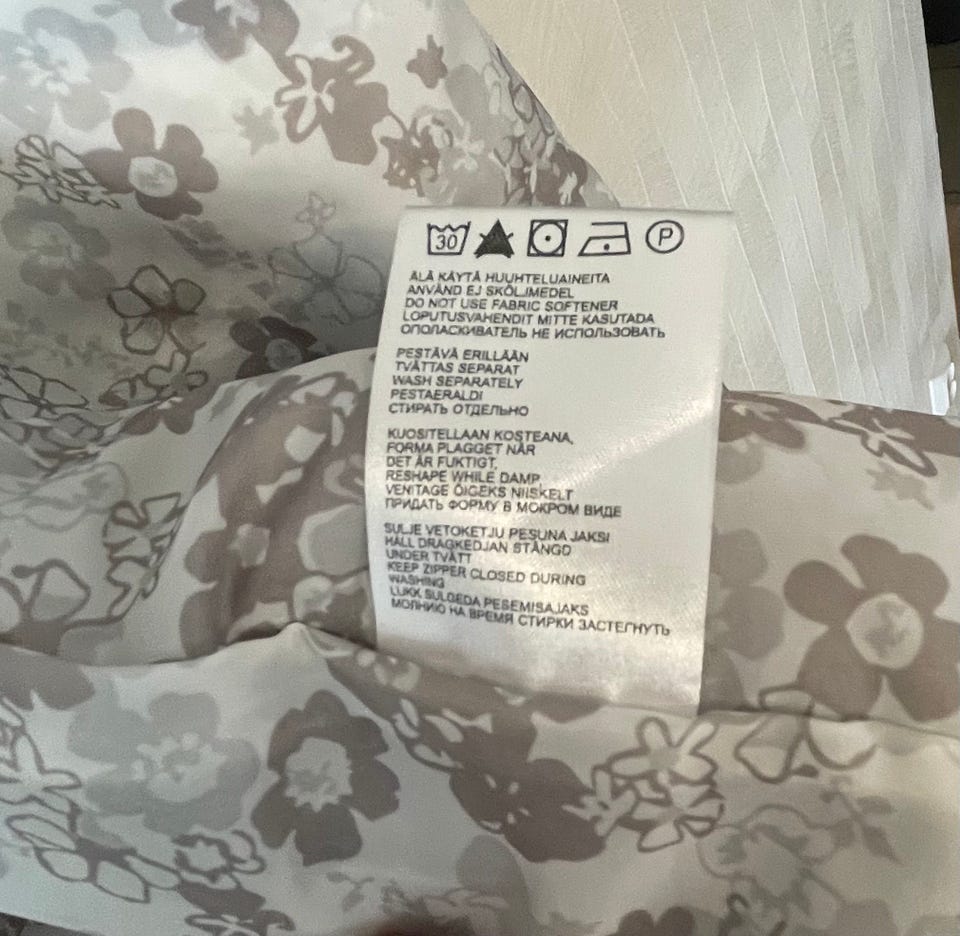 30 P
ÄLÄ KÄYTÄ HUUHTELUAINEITA
ANVÄND EJ SKÖLJMEDEL
DO NOT USE FABRIC SOFTENER
LOPUTUSVAHENDIT MITTE KASUTADA
ОПОЛАСКИВАТЕЛЬ НЕ ИСПОЛЬЗОВАТЬ
PESTÄVÄ ERILLÄÄN
TVÄTTAS SEPARAT
WASH SEPARATELY
PESTAERALDI
СТИРАТЬ ОТДЕЛЬНО
KUOSITELLAAN KOSTEANA,
FORMA PLAGGET NÄR
DET ÄR FUKTIGT,
RESHAPE WHILE DAMP
VENITAGE ÕIGEKS NIISKELT
ПРИДАТЬ ФОРМУ В МОКРОМ ВИДЕ
SULJE VETOKETJU PESUNA JAKSI
HÅLL DRAGKEDJAN STÄNGD
UNDER TVÄTT
KEEP ZIPPER CLOSED DURING
WASHING
LUKK SULGEDA PESEMISAJAKS
МОЛНИЮ НА ВРЕМЯ СТИРКИ ЗАСТЕГНУТЬ